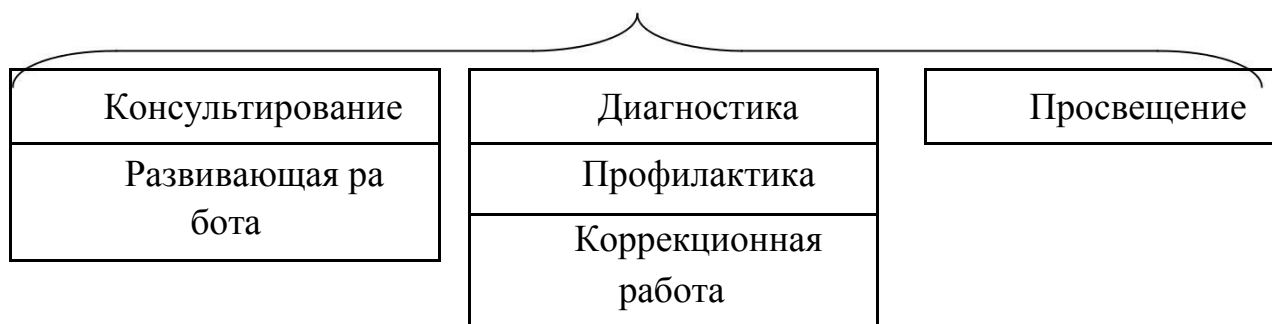 Консультирование
Развивающая ра
бота
Диагностика
Профилактика
Коррекционная
работа
Просвещение